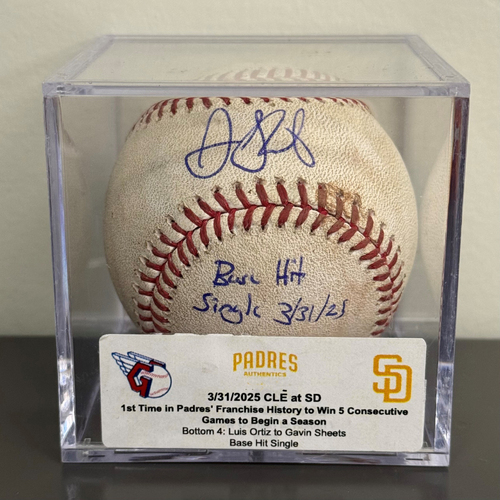 Base Hit
Single 3/31/25
PADRES
AUTHENTICS
SD
3/31/2025 CLE at SD
1st Time in Padres' Franchise History to Win 5 Consecutive
Games to Begin a Season
Bottom 4: Luis Ortiz to Gavin Sheets
Base Hit Single